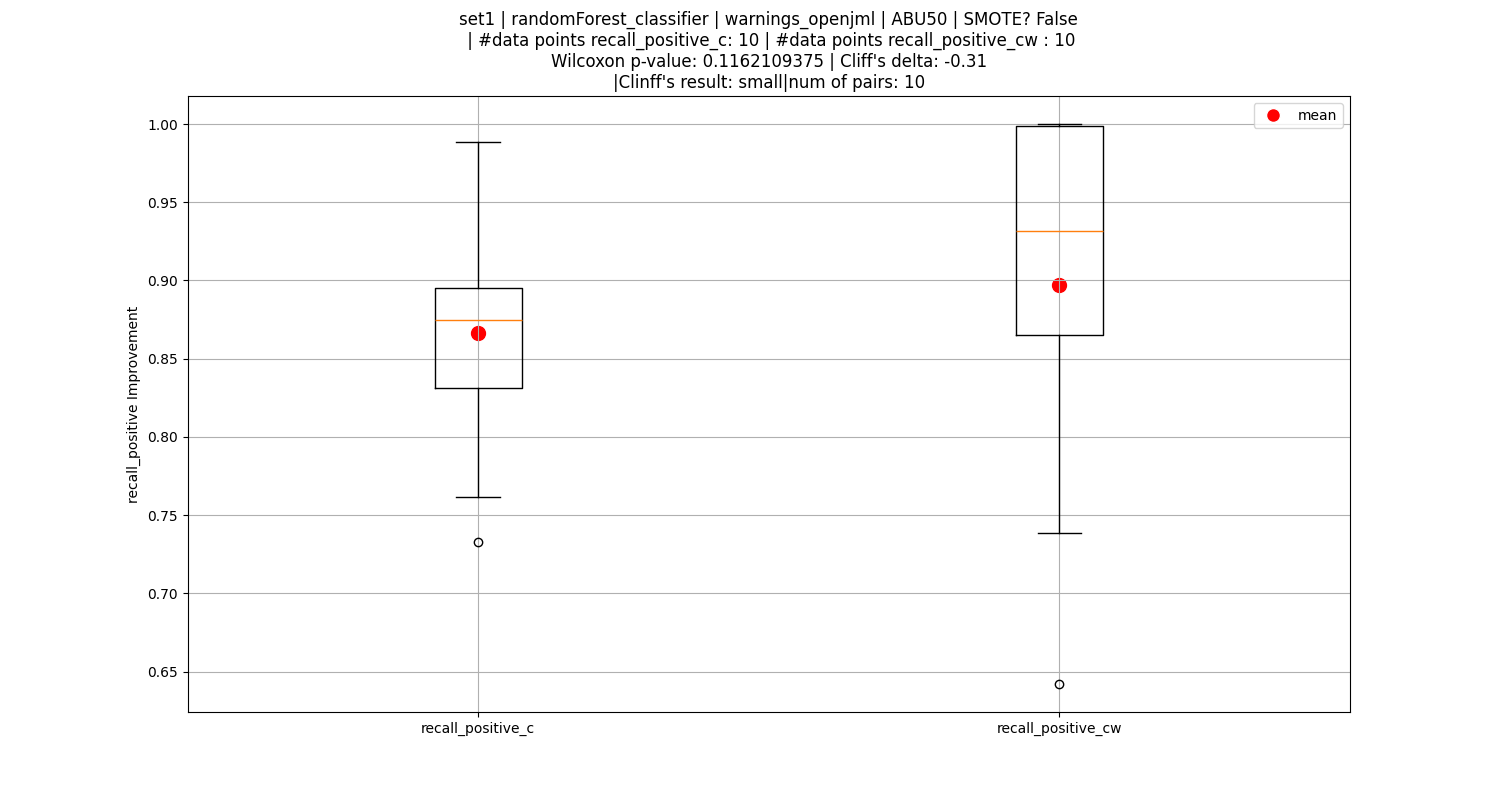 set1 | randomForest_classifier | warnings_openjml | ABU50 | SMOTE? False
| #data points recall_positive_c: 10 | #data points recall_positive_cw : 10
Wilcoxon p-value: 0.1162109375 | Cliff's delta: -0.31
|Clinff's result: small|num of pairs: 10
mean
1.00
0.95
0.90
0.85
0.80
0.75
0.70
0.65
recall_positive Improvement
recall_positive_c
recall_positive_cw